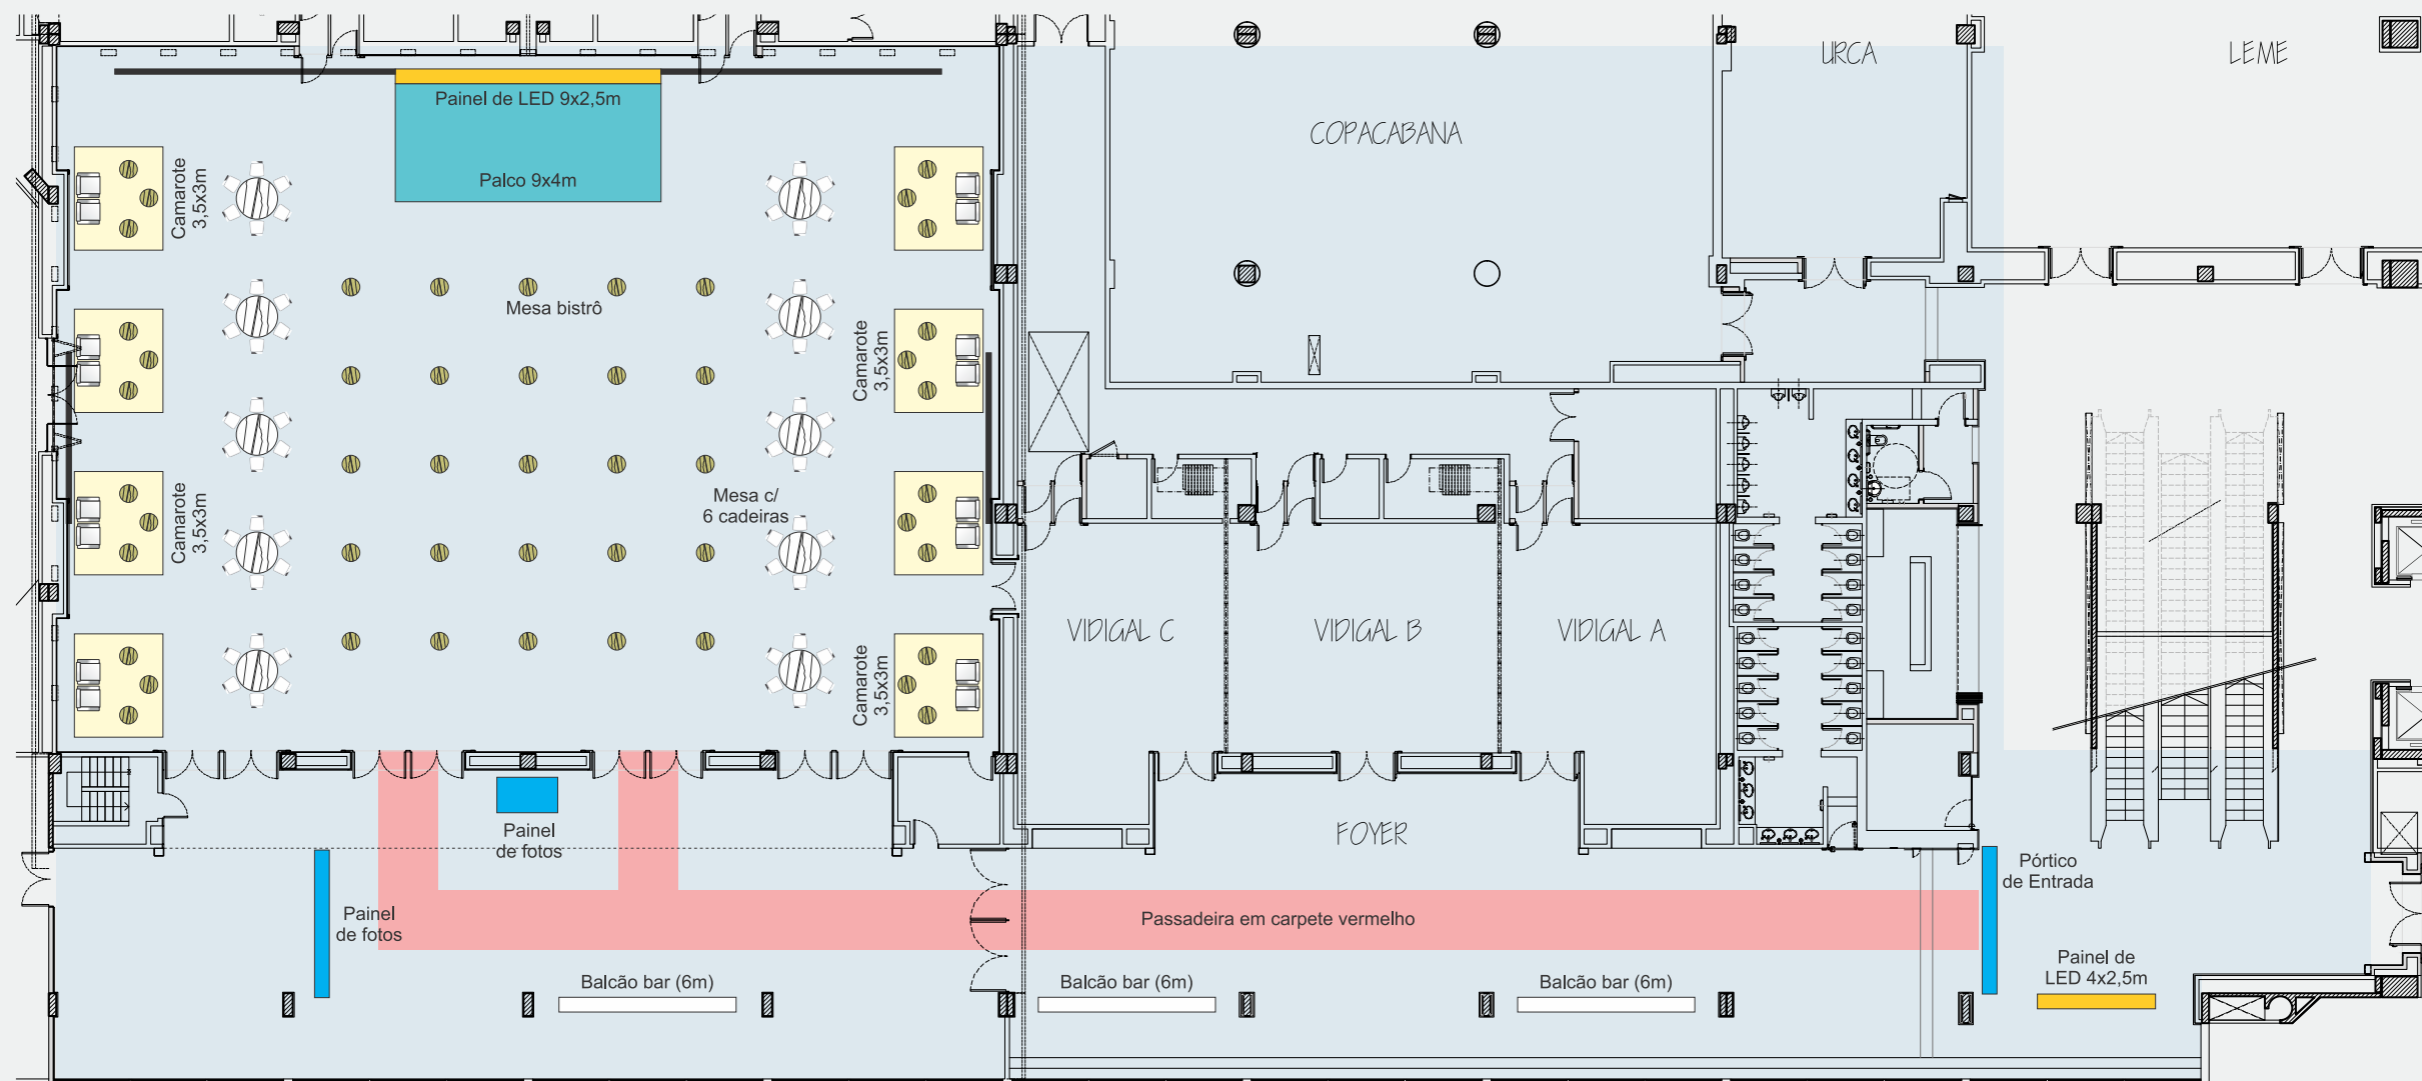 URCA
LEME
Painel de LED 9x2,5m
COPACABANA
Palco 9x4m
Camarote
3,5x3m
Mesa bistrô
Camarote
3,5x3m
Camarote
3,5x3m
Mesa c/
6 cadeiras
Camarote
3,5x3m
VIDIGAL C
VIDIGAL B
VIDIGAL A
Painel
de fotos
FOYER
Pórtico
de Entrada
Painel
de fotos
Passadeira em carpete vermelho
Painel de
LED 4x2,5m
Balcão bar (6m)
Balcão bar (6m)
Balcão bar (6m)